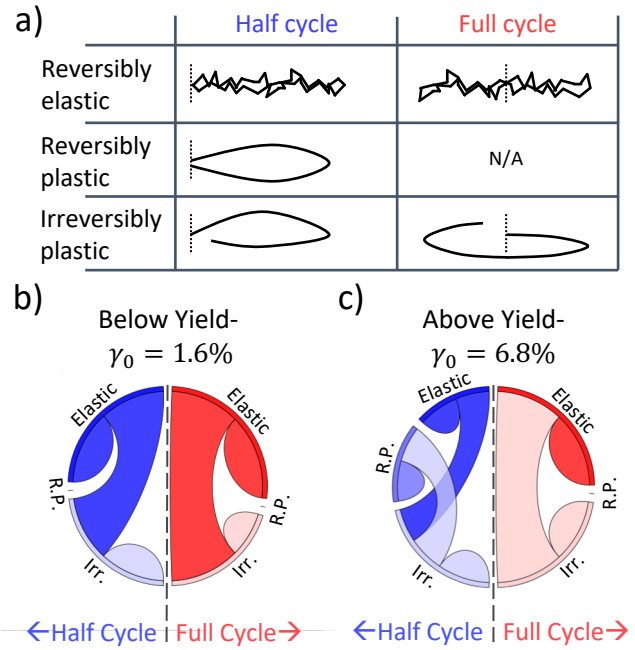 a)
Half cycle Full cycle
Reversibly
elastic
Reversibly
plastic
N/A
Irreversibly
plastic
b)
Below Yield-
γ₀ = 1.6%
Elastic
R.P.
Irr.
Elastic
R.P.
Irr.
←Half Cycle Full Cycle→
c)
Above Yield-
γ₀ = 6.8%
Elastic
R.P.
Irr.
Elastic
R.P.
Irr.
←Half Cycle Full Cycle→